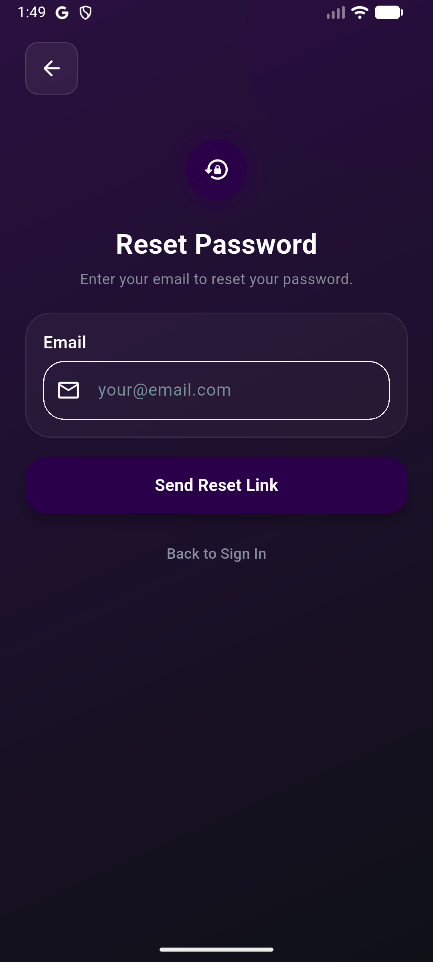 1:49
Reset Password
Enter your email to reset your password.
Email
your@email.com
Send Reset Link
Back to Sign In